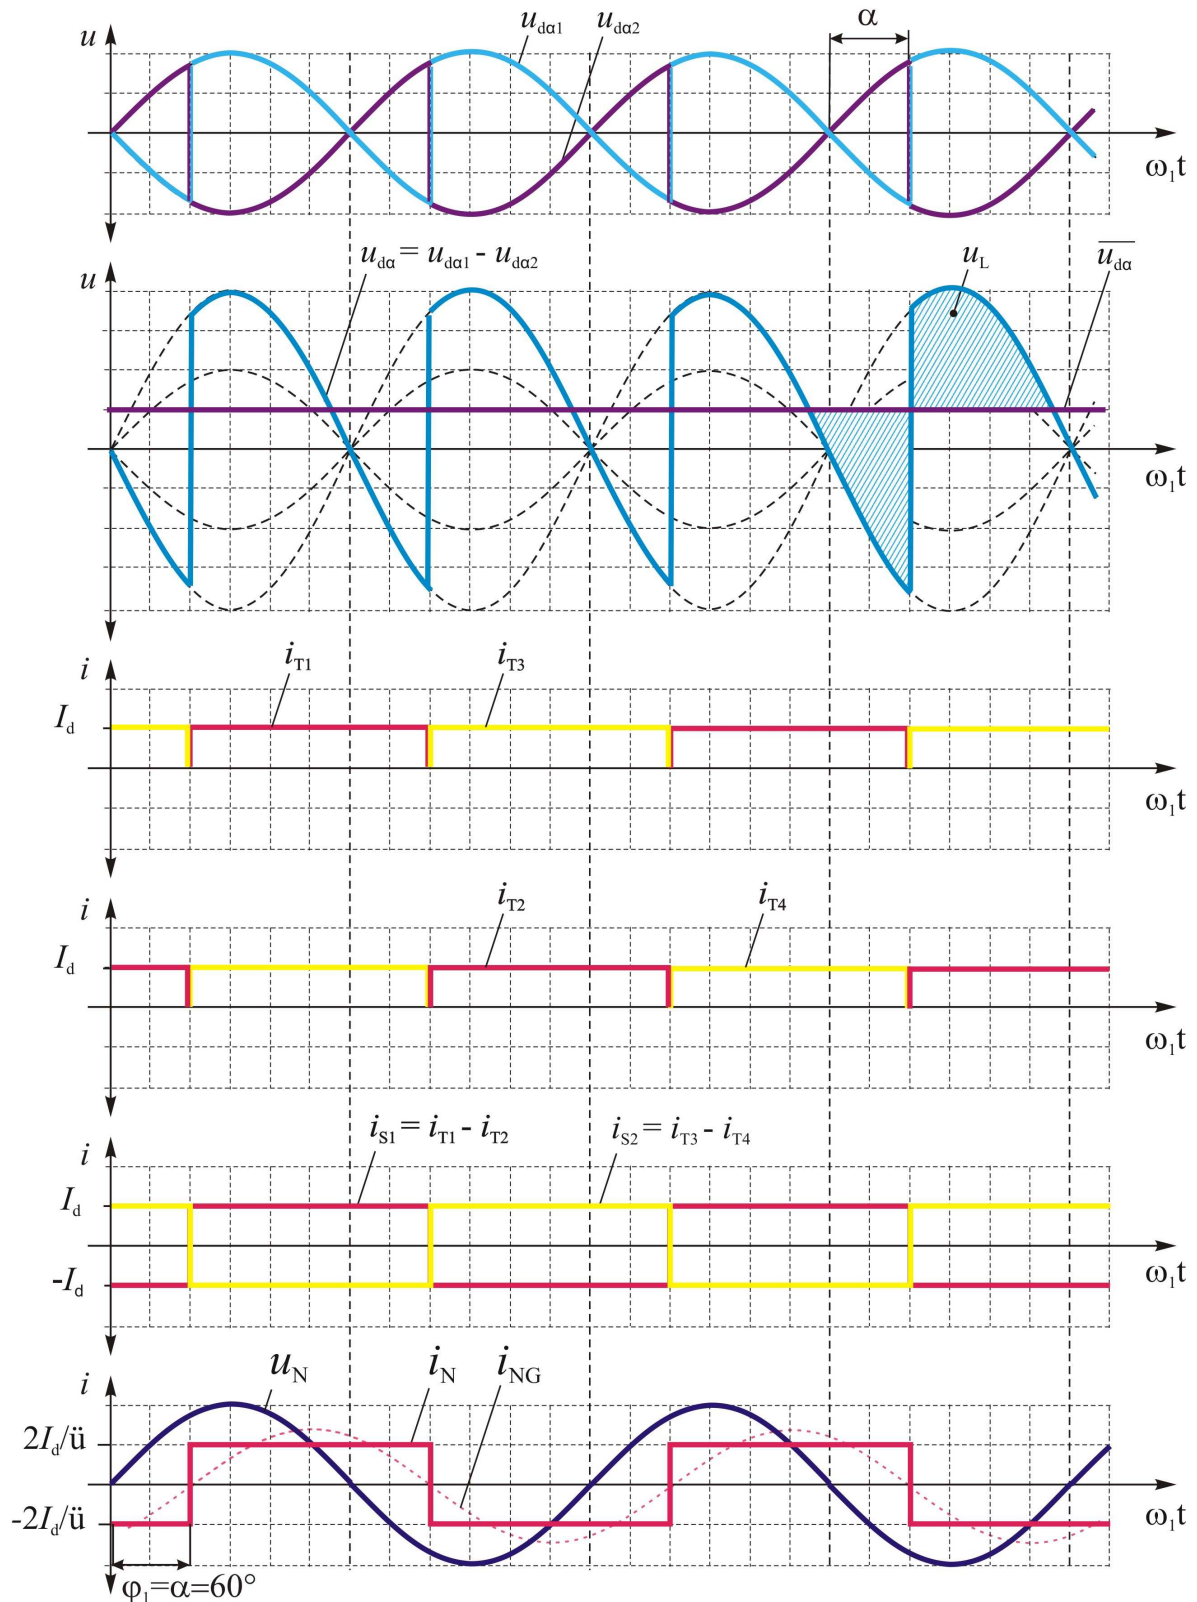 u u_dα1 u_dα2 α
ω₁t
u u_dα = u_dα1 - u_dα2 u_L u_dα
ω₁t
i i_T1 i_T3
I_d
ω₁t
i i_T2 i_T4
I_d
ω₁t
i i_S1 = i_T1 - i_T2 i_S2 = i_T3 - i_T4
I_d
-I_d
ω₁t
i u_N i_N i_NG
2I_d/ü
-2I_d/ü
ω₁t
φ₁=α=60°